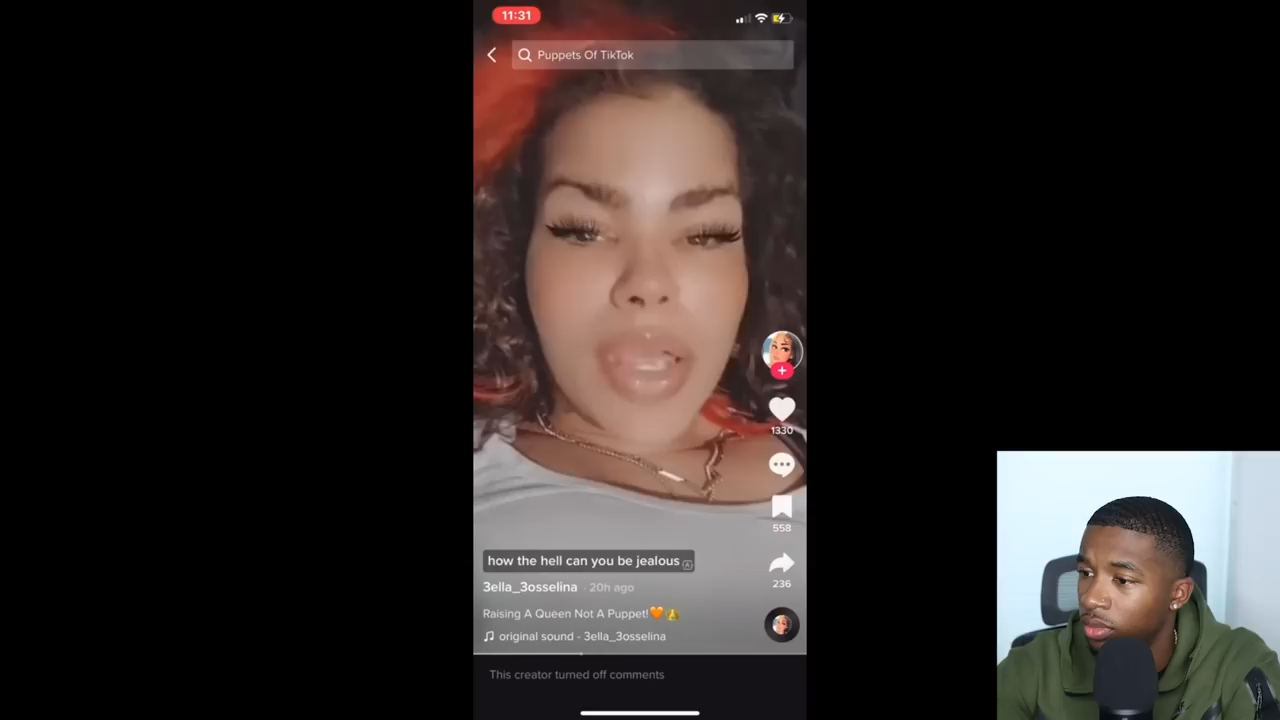 11:31
Puppets Of TikTok
1330
558
how the hell can you be jealous
236
3ella_3osselina · 20h ago
Raising A Queen Not A Puppet!🧡
original sound - 3ella_3osselina
This creator turned off comments